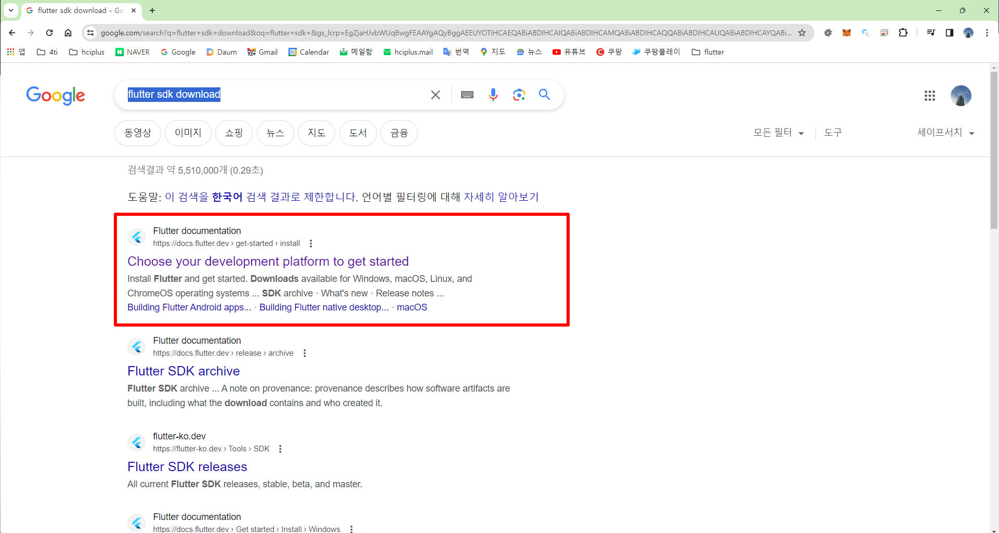 flutter sdk download - Go
google.com/search?q=flutter+sdk+download&oq=flutter+sdk+&gs_lcrp=EgZjaHJvbWUqBwgFEAAYgAQyBggAEEUYOTIHCAEQABiABDIHCAIQABiABDIHCAMQABiABDIHCAQQABiABDIHCAUQABiABDIHCAYQABi...
앱 4ti hciplus NAVER Google Daum Gmail Calendar 메일함 hciplus.mail 번역 지도 뉴스 유튜브 쿠팡 쿠팡플레이 flutter
Google flutter sdk download
동영상 이미지 쇼핑 뉴스 지도 도서 금융 모든 필터 도구 세이프서치
검색결과 약 5,510,000개 (0.29초)
도움말: 이 검색을 한국어 검색 결과로 제한합니다. 언어별 필터링에 대해 자세히 알아보기
Flutter documentation
https://docs.flutter.dev › get-started › install
Choose your development platform to get started
Install Flutter and get started. Downloads available for Windows, macOS, Linux, and
ChromeOS operating systems ... SDK archive · What's new · Release notes ...
Building Flutter Android apps... · Building Flutter native desktop... · macOS
Flutter documentation
https://docs.flutter.dev › release › archive
Flutter SDK archive
Flutter SDK archive ... A note on provenance: provenance describes how software artifacts are
built, including what the download contains and who created it.
flutter-ko.dev
https://flutter-ko.dev › Tools › SDK
Flutter SDK releases
All current Flutter SDK releases, stable, beta, and master.
Flutter documentation
https://docs.flutter.dev › Get started › Install › Windows